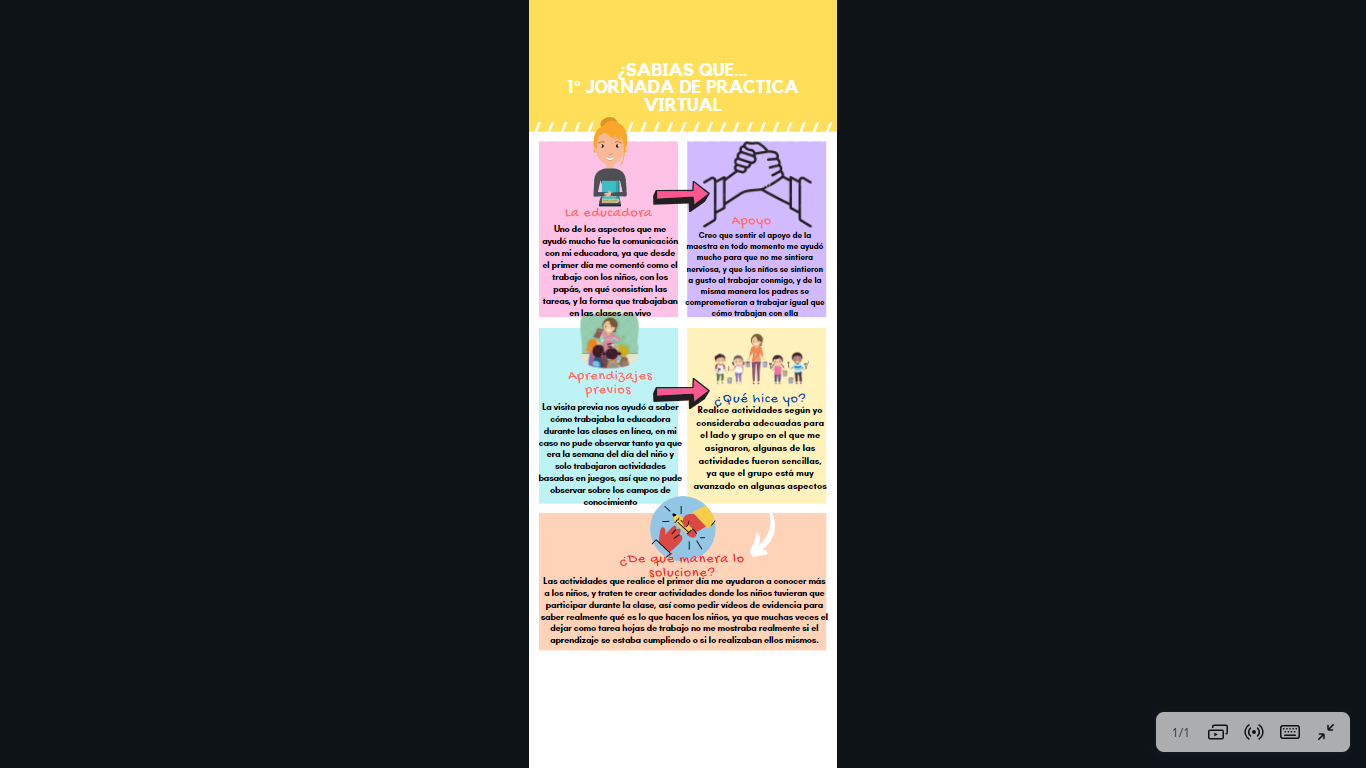 ¿SABIAS QUE...
1° JORNADA DE PRACTICA
VIRTUAL
La educadora
Uno de los aspectos que me
ayudó mucho fue la comunicación
con mi educadora, ya que desde
el primer día me comentó como el
trabajo con los niños, con los
papás, en qué consistían las
tareas, y la forma que trabajaban
en las clases en vivo
Apoyo
Creo que sentir el apoyo de la
maestra en todo momento me ayudó
mucho para que no me sintiera
nerviosa, y que los niños se sintieron
a gusto al trabajar conmigo, y de la
misma manera los padres se
comprometieran a trabajar igual que
cómo trabajan con ella
Aprendizajes
previos
La visita previa nos ayudó a saber
cómo trabajaba la educadora
durante las clases en línea, en mi
caso no pude observar tanto ya que
era la semana del día del niño y
solo trabajaron actividades
basadas en juegos, así que no pude
observar sobre los campos de
conocimiento
¿Qué hice yo?
Realice actividades según yo
consideraba adecuadas para
el lado y grupo en el que me
asignaron, algunas de las
actividades fueron sencillas,
ya que el grupo está muy
avanzado en algunas aspectos
¿De que manera lo
solucione?
Las actividades que realice el primer día me ayudaron a conocer más
a los niños, y traten te crear actividades donde los niños tuvieran que
participar durante la clase, así como pedir vídeos de evidencia para
saber realmente qué es lo que hacen los niños, ya que muchas veces el
dejar como tarea hojas de trabajo no me mostraba realmente si el
aprendizaje se estaba cumpliendo o si lo realizaban ellos mismos.
1/1